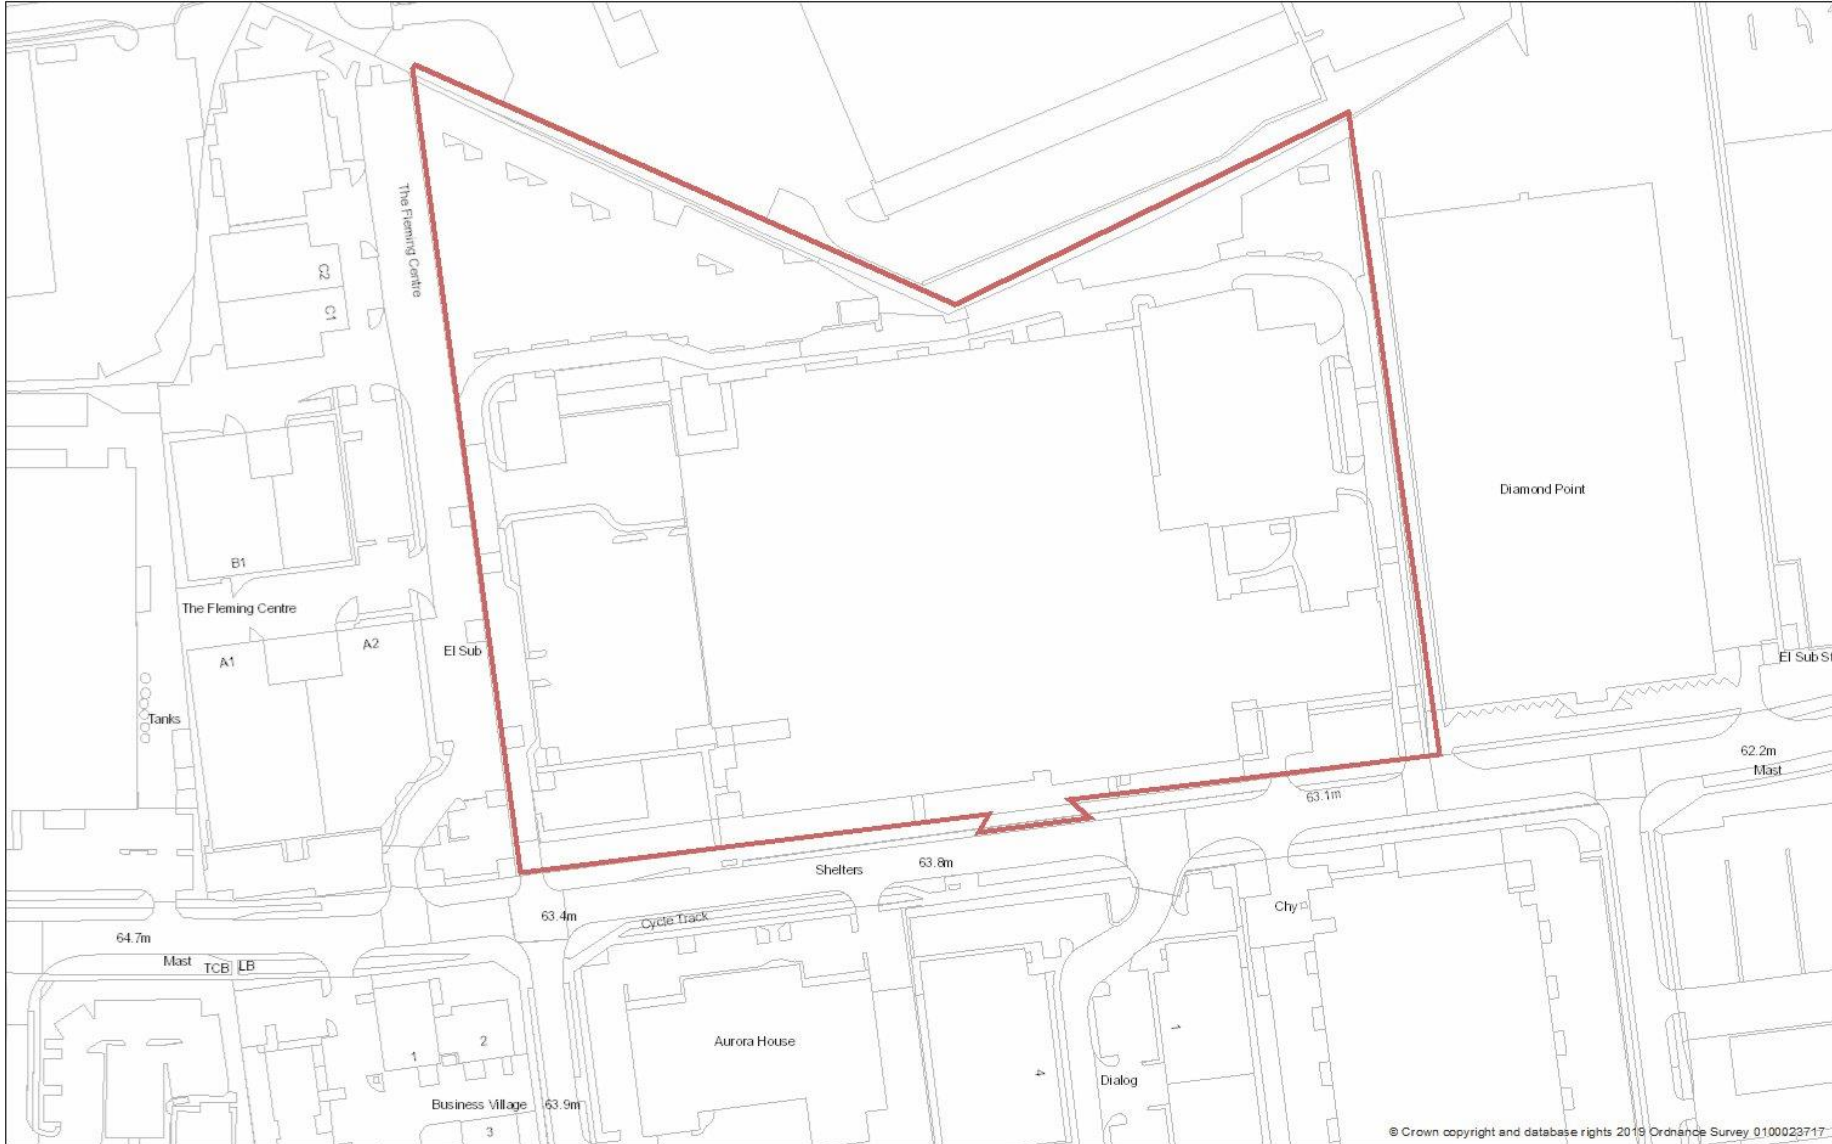 The Fleming Centre
C2
C1
Diamond Point
B1
The Fleming Centre
A2
A1
El Sub
El Sub St
Tanks
62.2m
Mast
63.1m
63.8m
Shelters
Chy
63.4m
Cycle Track
64.7m
Mast
TCB
LB
1
2
Aurora House
1
4
Dialog
Business Village
63.9m
3
© Crown copyright and database rights 2019 Ordnance Survey 0100023717